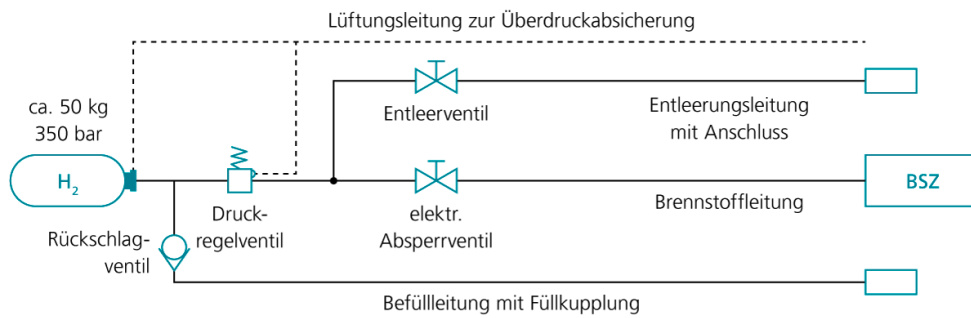 Lüftungsleitung zur Überdruckabsicherung
ca. 50 kg
350 bar
H₂
Entleerventil
Entleerungsleitung
mit Anschluss
BSZ
Druck-
regelventil
elektr.
Absperrventil
Brennstoffleitung
Rückschlag-
ventil
Befüllleitung mit Füllkupplung